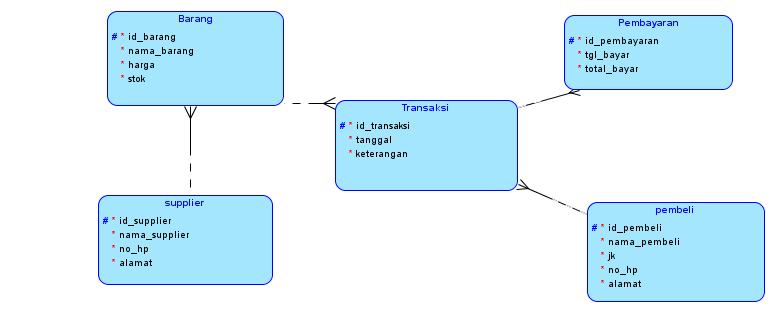 Barang
# * id_barang
* nama_barang
* harga
* stok
Pembayaran
# * id_pembayaran
* tgl_bayar
* total_bayar
Transaksi
# * id_transaksi
* tanggal
* keterangan
supplier
# * id_supplier
* nama_supplier
* no_hp
* alamat
pembeli
# * id_pembeli
* nama_pembeli
* jk
* no_hp
* alamat